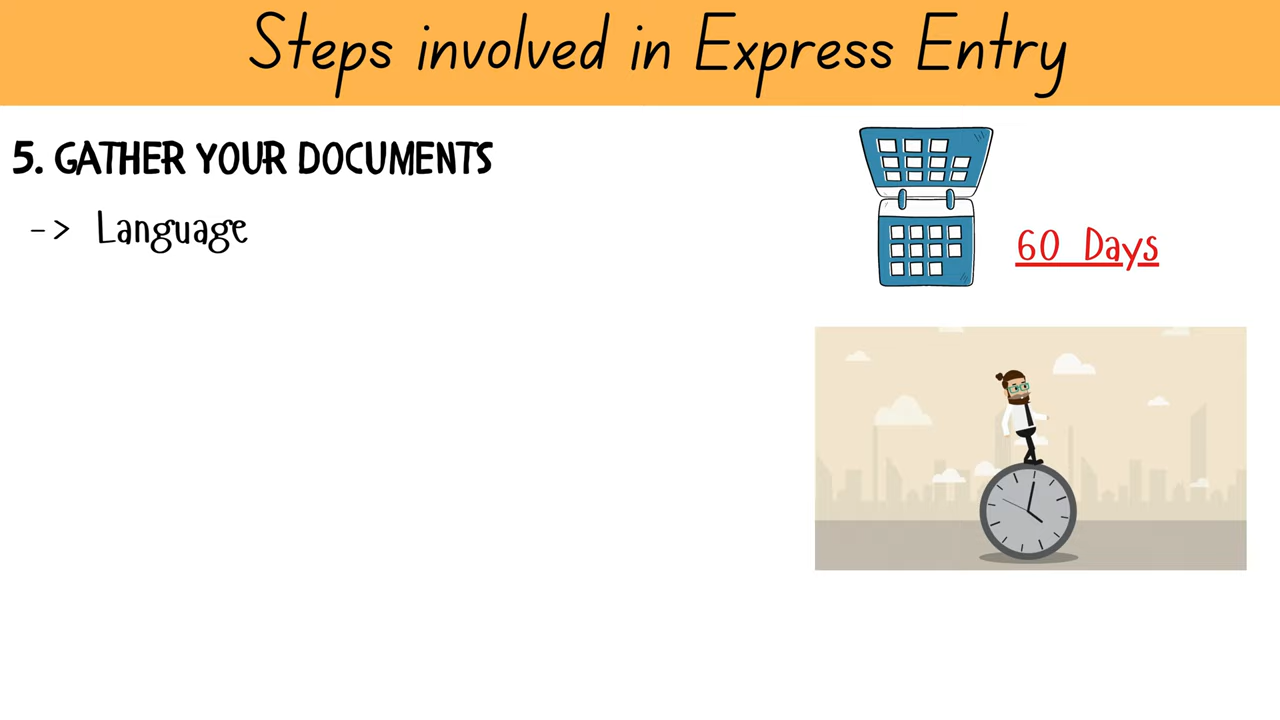 Steps involved in Express Entry
5. GATHER YOUR DOCUMENTS
-> Language
60 Days